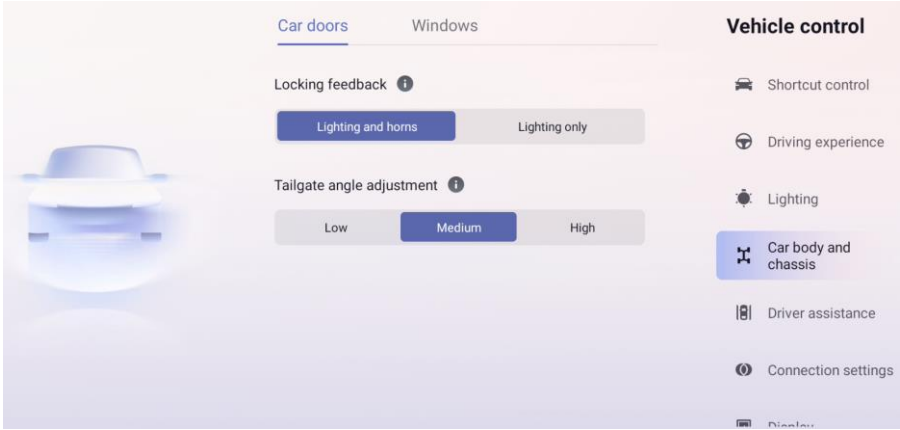 Car doors
Windows
Locking feedback
Lighting and horns
Lighting only
Tailgate angle adjustment
Low
Medium
High
Vehicle control
Shortcut control
Driving experience
Lighting
Car body and
chassis
Driver assistance
Connection settings
Display